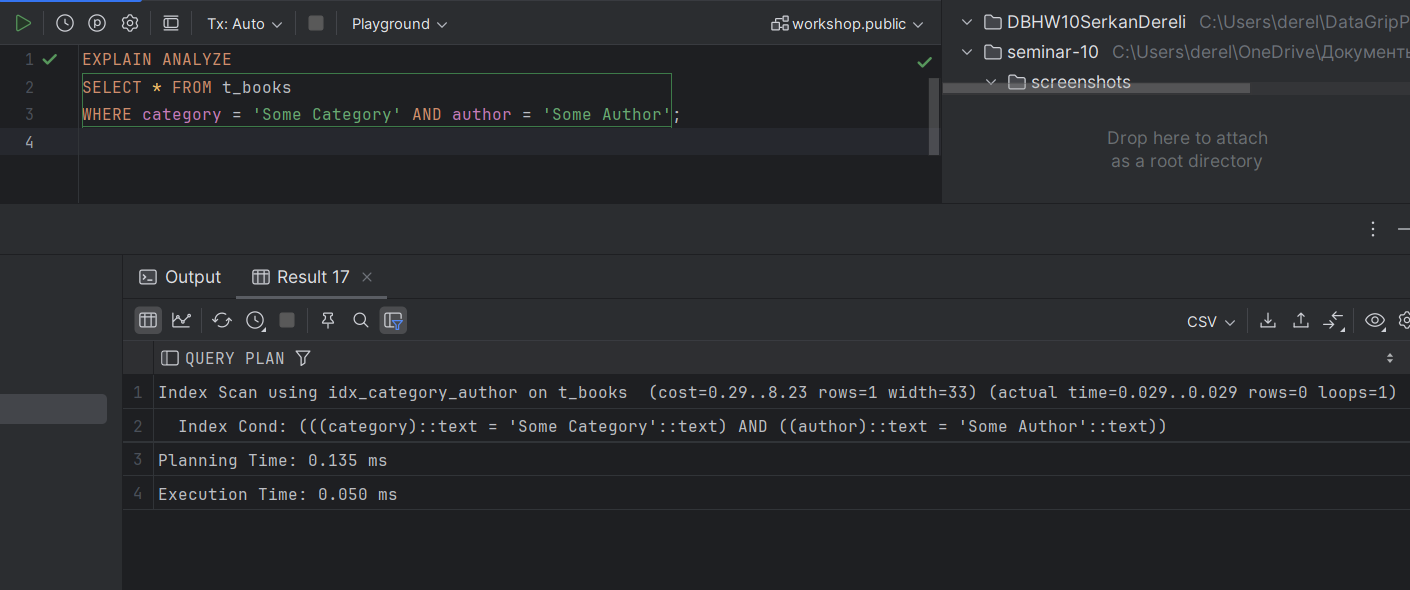 Tx: Auto
Playground
workshop.public
1 EXPLAIN ANALYZE
2 SELECT * FROM t_books
3 WHERE category = 'Some Category' AND author = 'Some Author';
4
DBHW10SerkanDereli C:\Users\derel\DataGripP
seminar-10 C:\Users\derel\OneDrive\Документы
screenshots
Drop here to attach
as a root directory
Output
Result 17
CSV
QUERY PLAN
1 Index Scan using idx_category_author on t_books  (cost=0.29..8.23 rows=1 width=33) (actual time=0.029..0.029 rows=0 loops=1)
2   Index Cond: (((category)::text = 'Some Category'::text) AND ((author)::text = 'Some Author'::text))
3 Planning Time: 0.135 ms
4 Execution Time: 0.050 ms